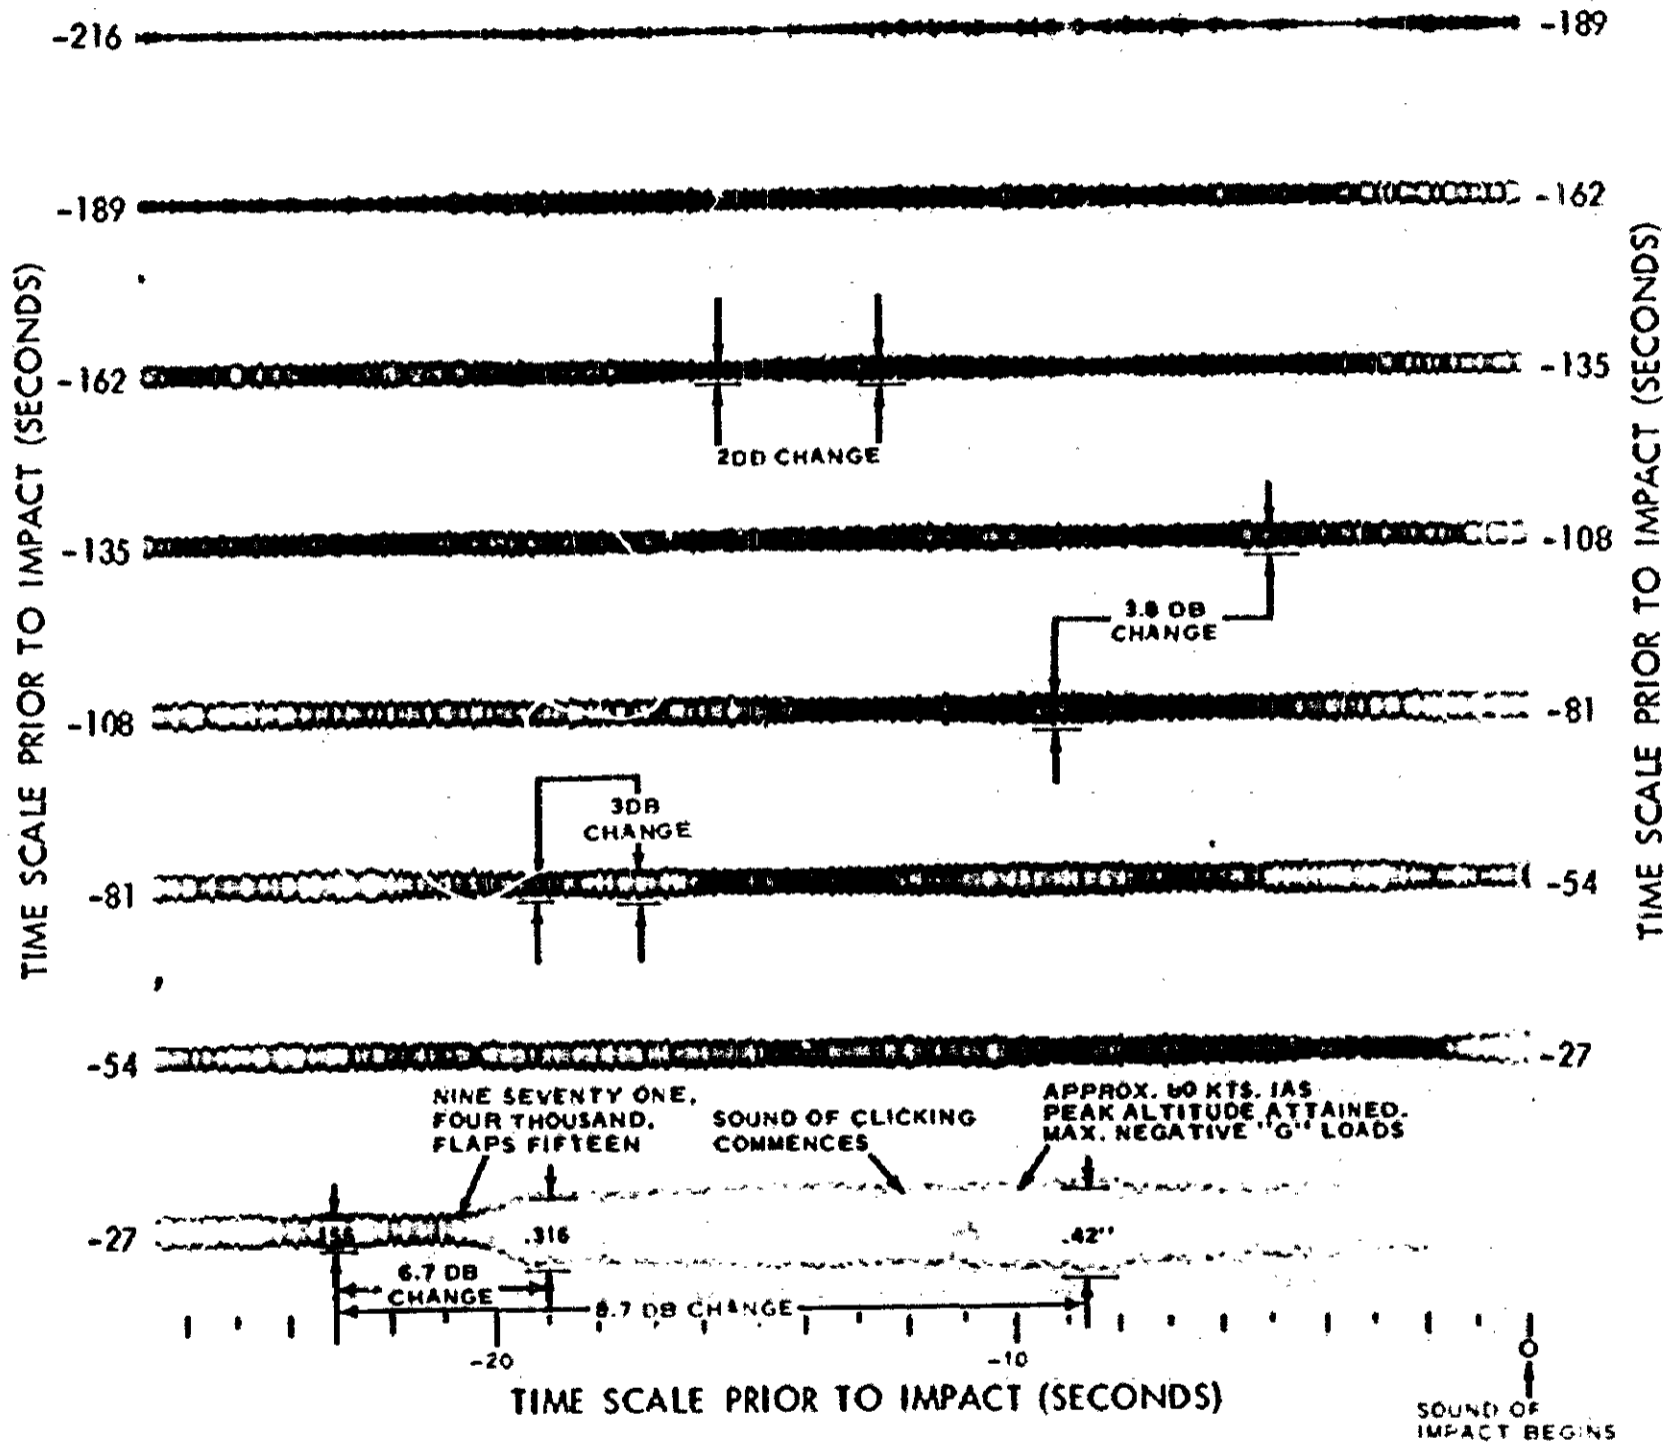 -216
-189
-189
-162
-162
-135
2DD CHANGE
-135
-108
3.8 DB
CHANGE
-108
-81
3DB
CHANGE
-81
-54
-54
-27
TIME SCALE PRIOR TO IMPACT (SECONDS)
TIME SCALE PRIOR TO IMPACT (SECONDS)
NINE SEVENTY ONE,
FOUR THOUSAND.
FLAPS FIFTEEN
SOUND OF CLICKING
COMMENCES
APPROX. KTS. IAS
PEAK ALTITUDE ATTAINED.
MAX. NEGATIVE "G" LOADS
-27
.316
.42"
6.7 DB
CHANGE
8.7 DB CHANGE
-20
-10
0
TIME SCALE PRIOR TO IMPACT (SECONDS)
SOUND OF
IMPACT BEGINS